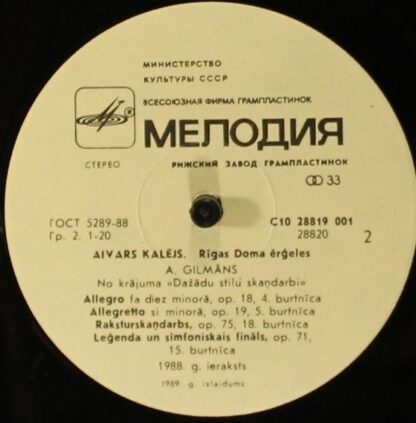 МИНИСТЕРСТВО
КУЛЬТУРЫ СССР
ВСЕСОЮЗНАЯ ФИРМА ГРАМПЛАСТИНОК
МЕЛОДИЯ
СТЕРЕО
РИЖСКИЙ ЗАВОД ГРАМПЛАСТИНОК
33
ГОСТ 5289-88
С10 28819 001
Гр. 2. 1-20
28820
2
AIVARS KALĒJS. Rīgas Doma ērģeles
A. GILMĀNS
No krājuma «Dažādu stilu skaņdarbi»
Allegro fa diez minorā, op. 18, 4. burtnīca
Allegretto si minorā, op. 19, 5. burtnīca
Raksturskaņdarbs, op. 75, 18. burtnīca
Leģenda un simfoniskais fināls, op. 71,
15. burtnīca
1988. g. ieraksts
1989. g. izlaidums